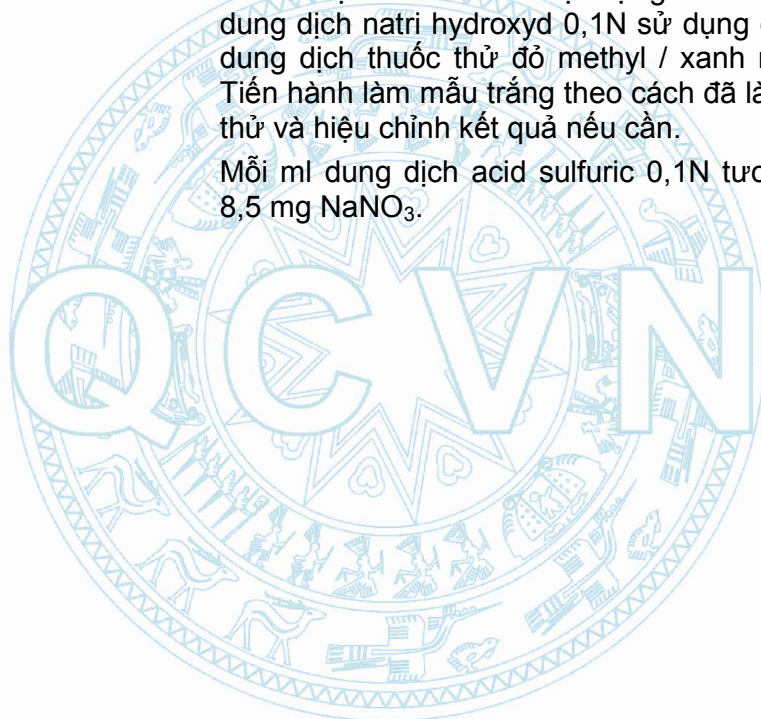 dung dịch natri hydroxyd 0,1N sử dụng
dung dịch thuốc thử đỏ methyl / xanh
Tiến hành làm mẫu trắng theo cách đã
thử và hiệu chỉnh kết quả nếu cần.
Mỗi ml dung dịch acid sulfuric 0,1N
8,5 mg NaNO₃.
QCVN